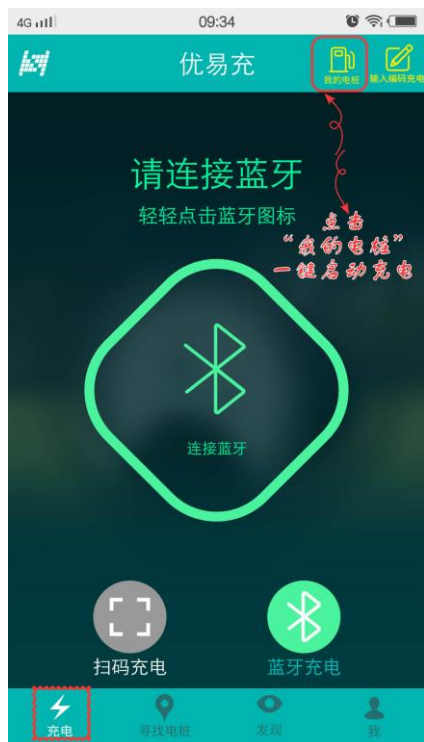 4G
09:34
优易充
我的电桩
输入编码充电
请连接蓝牙
轻轻点击蓝牙图标
点击
“我的电桩”
一键启动充电
连接蓝牙
扫码充电
蓝牙充电
充电
寻找电桩
发现
我